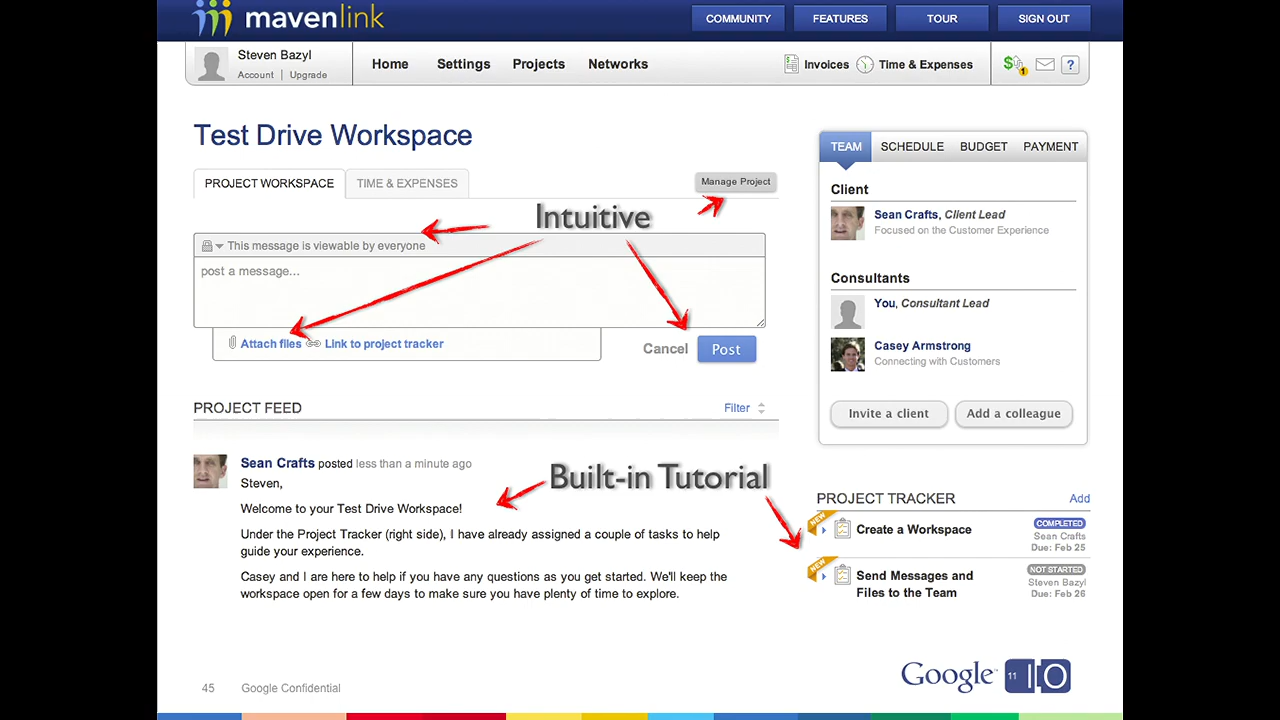 mavenlink
COMMUNITY
FEATURES
TOUR
SIGN OUT
Steven Bazyl
Account | Upgrade
Home
Settings
Projects
Networks
Invoices
Time & Expenses
$
1
?
Test Drive Workspace
PROJECT WORKSPACE
TIME & EXPENSES
Manage Project
Intuitive
This message is viewable by everyone
post a message...
Attach files
Link to project tracker
Cancel
Post
TEAM
SCHEDULE
BUDGET
PAYMENT
Client
Sean Crafts, Client Lead
Focused on the Customer Experience
Consultants
You, Consultant Lead
Casey Armstrong
Connecting with Customers
Invite a client
Add a colleague
PROJECT FEED
Filter
Sean Crafts posted less than a minute ago
Steven,
Welcome to your Test Drive Workspace!
Under the Project Tracker (right side), I have already assigned a couple of tasks to help
guide your experience.
Casey and I are here to help if you have any questions as you get started. We'll keep the
workspace open for a few days to make sure you have plenty of time to explore.
Built-in Tutorial
PROJECT TRACKER
Add
NEW
Create a Workspace
COMPLETED
Sean Crafts
Due: Feb 25
NEW
Send Messages and
Files to the Team
NOT STARTED
Steven Bazyl
Due: Feb 26
45
Google Confidential
Google™ 11 IO